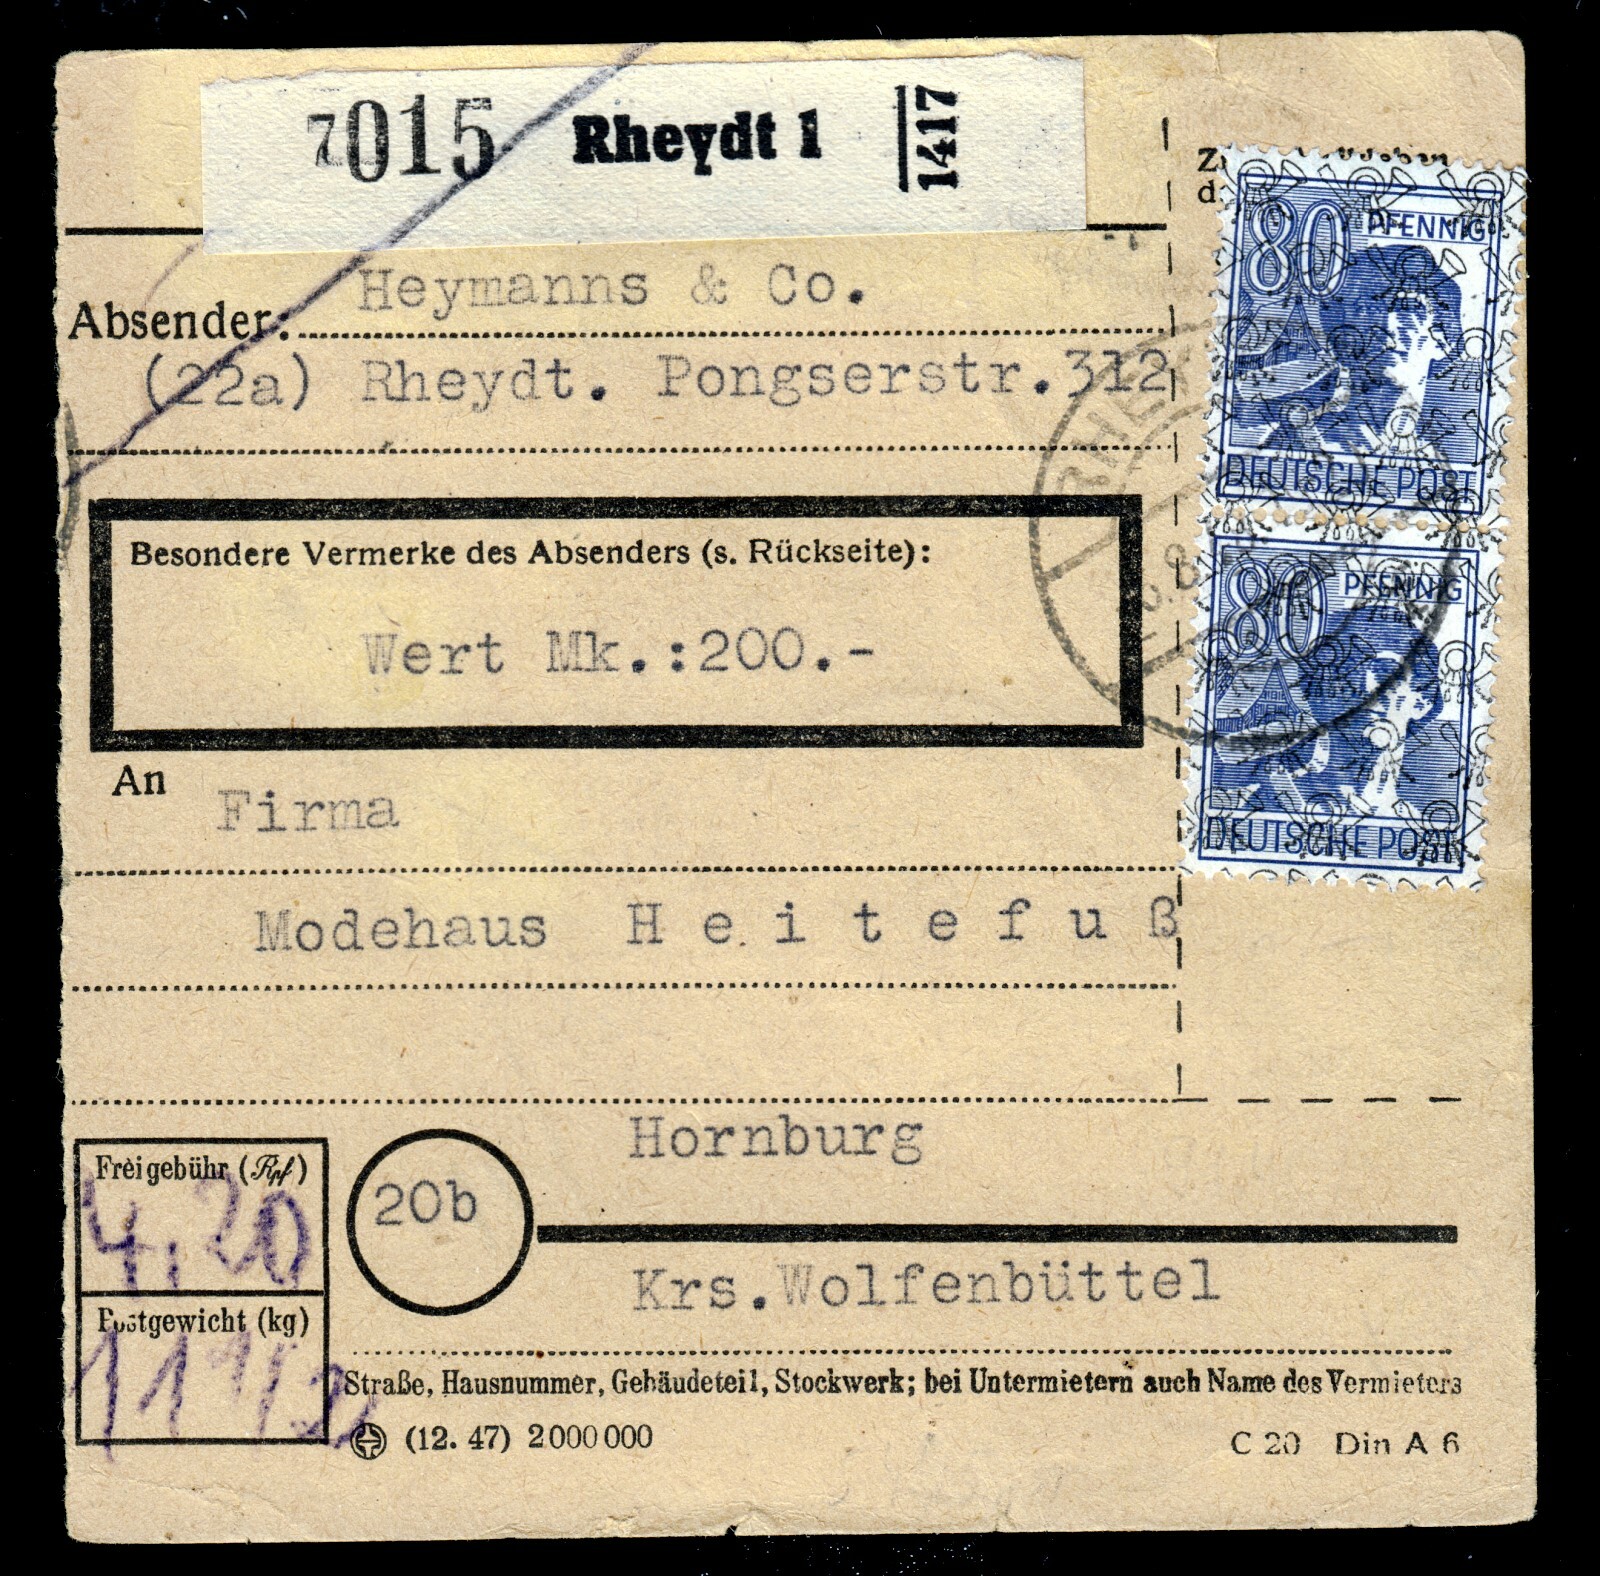 7015 Rheydt 1 1417
80 PFENNIG
DEUTSCHE POST
80 PFENNIG
DEUTSCHE POST
Heymanns & Co.
Absender:
(22a) Rheydt. Pongserstr.312
Besondere Vermerke des Absenders (s. Rückseite):
Wert Mk.:200.-
An
Firma
Modehaus H e i t e f u ß
Hornburg
20b
Krs.Wolfenbüttel
Freigebühr (Rpf)
4,20
Postgewicht (kg)
11 1/2
Straße, Hausnummer, Gebäudeteil, Stockwerk; bei Untermietern auch Name des Vermieters
(12. 47) 2000000
C 20 Din A 6